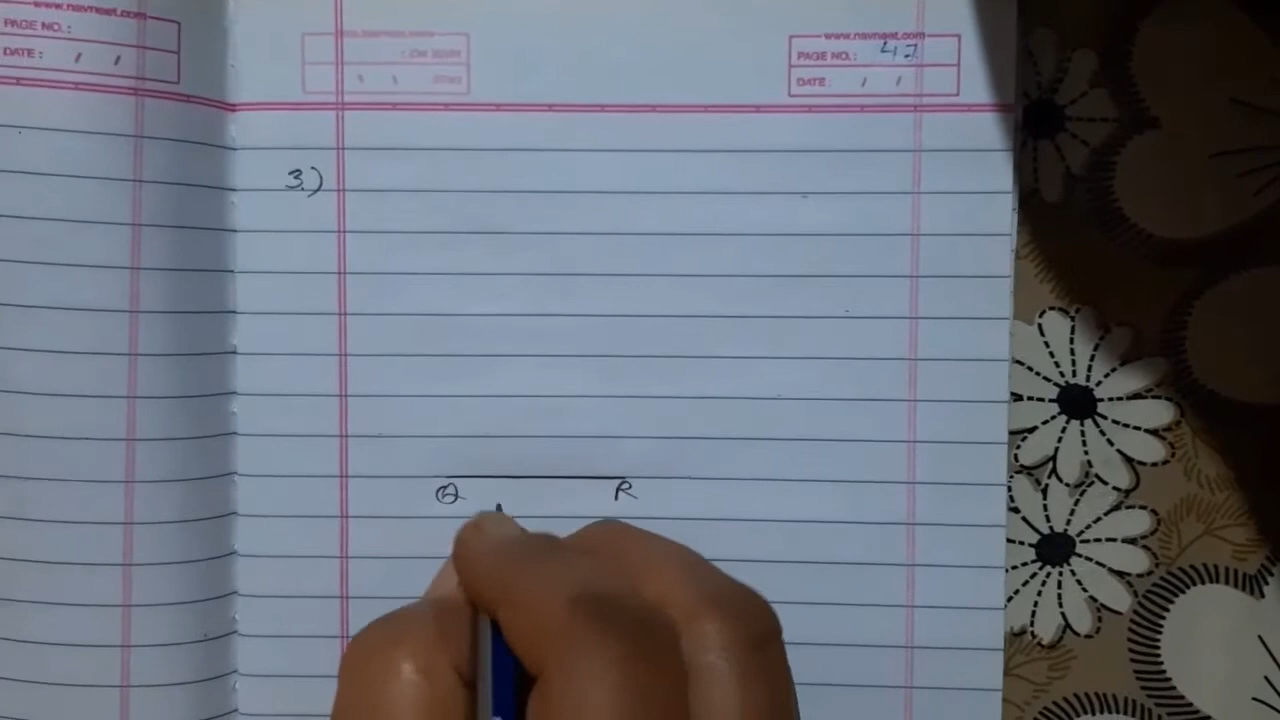 www.navneet.com
PAGE NO.:
DATE: / /
www.navneet.com
PAGE NO.: 47
DATE: / /
3.)
Q R